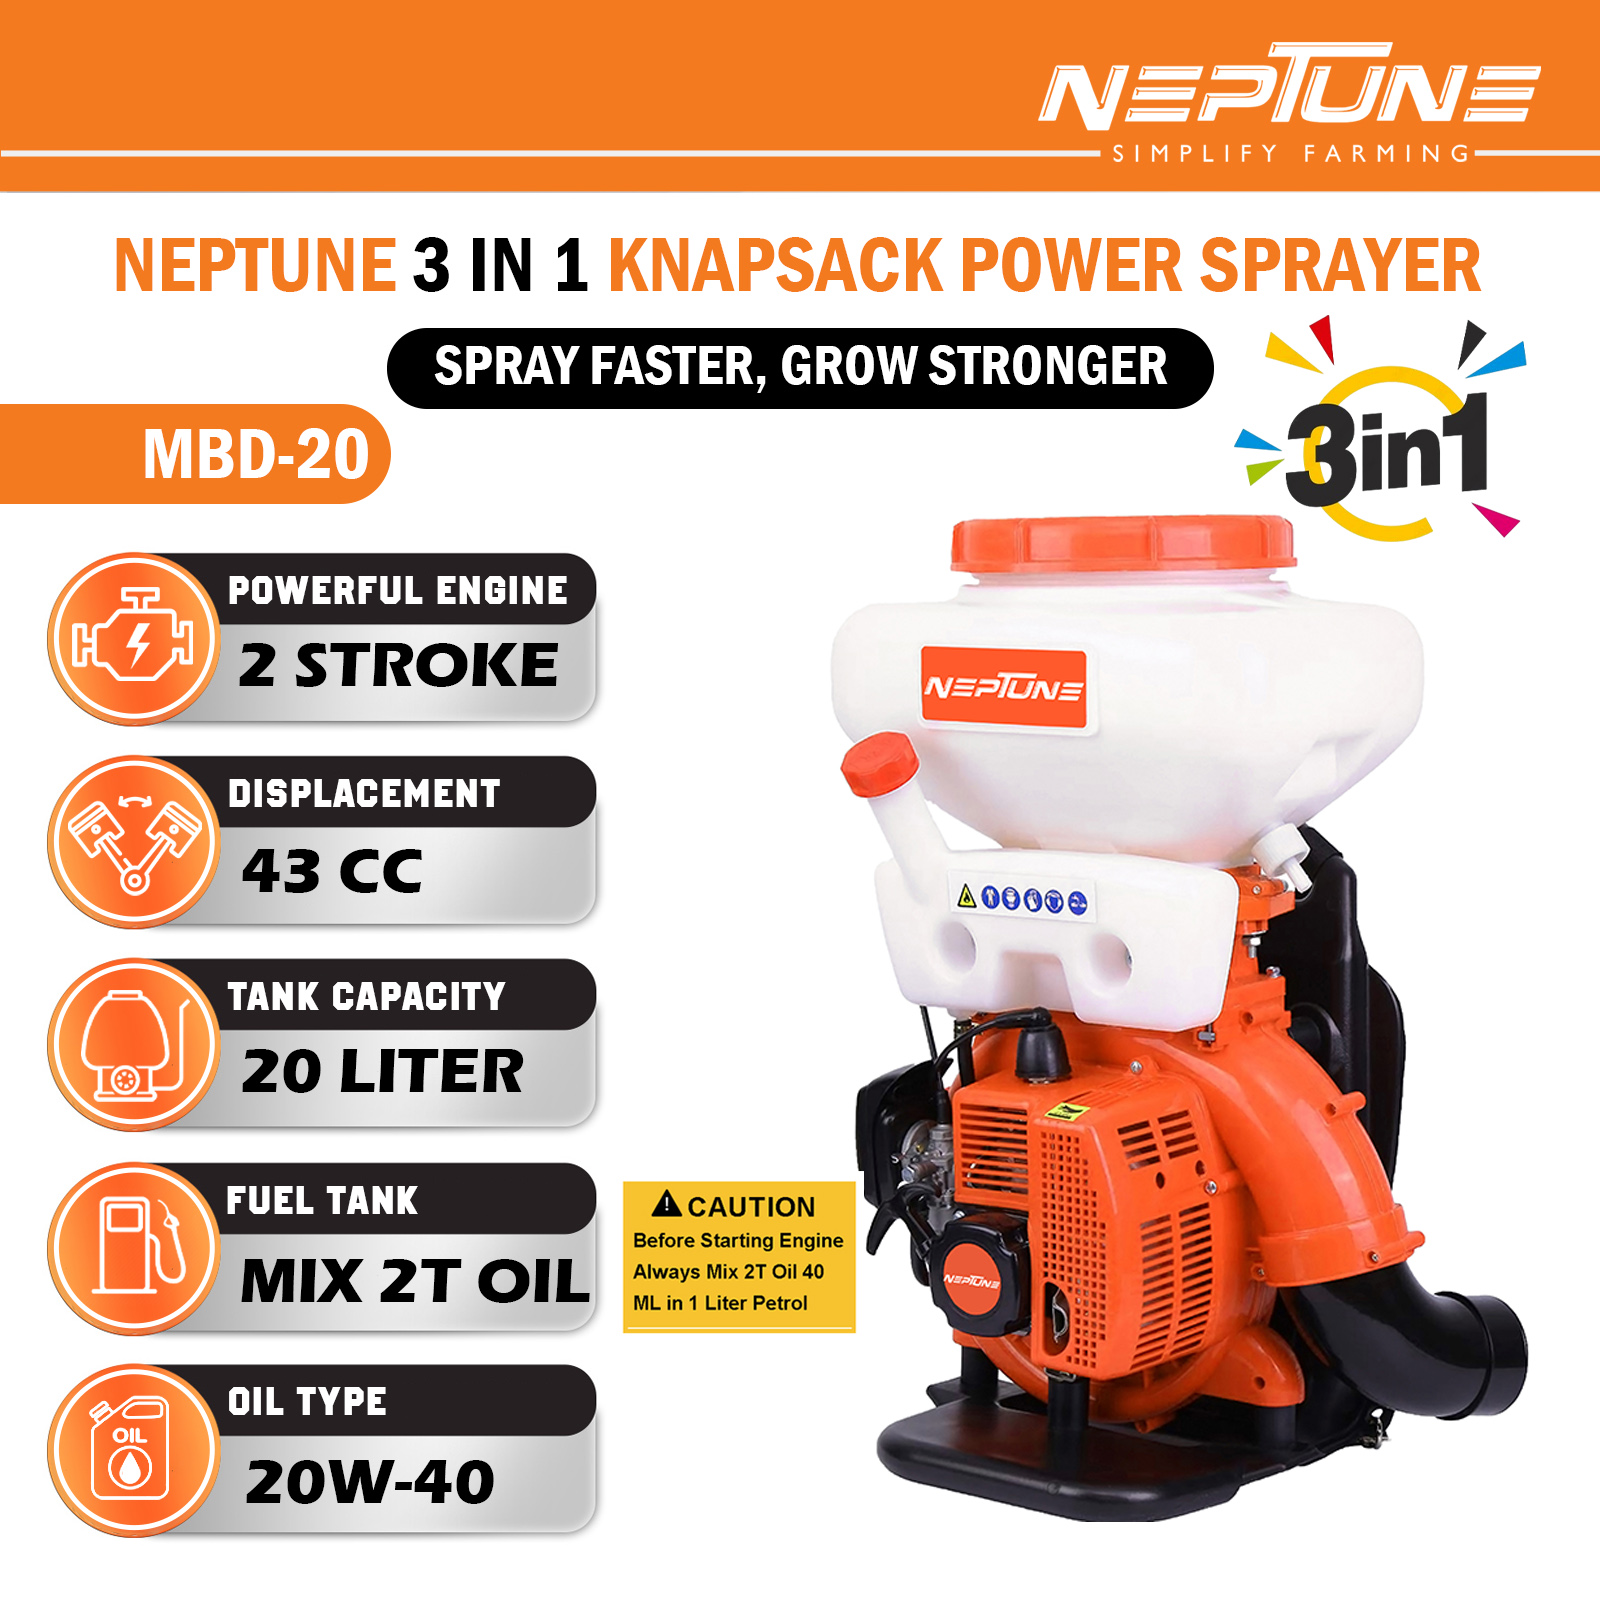 NEPTUNE
SIMPLIFY FARMING
NEPTUNE 3 IN 1 KNAPSACK POWER SPRAYER
SPRAY FASTER, GROW STRONGER
3in1
MBD-20
POWERFUL ENGINE
2 STROKE
DISPLACEMENT
43 CC
TANK CAPACITY
20 LITER
FUEL TANK
MIX 2T OIL
OIL TYPE
OIL
20W-40
NEPTUNE
CAUTION
Before Starting Engine
Always Mix 2T Oil 40
ML in 1 Liter Petrol
NEPTUNE